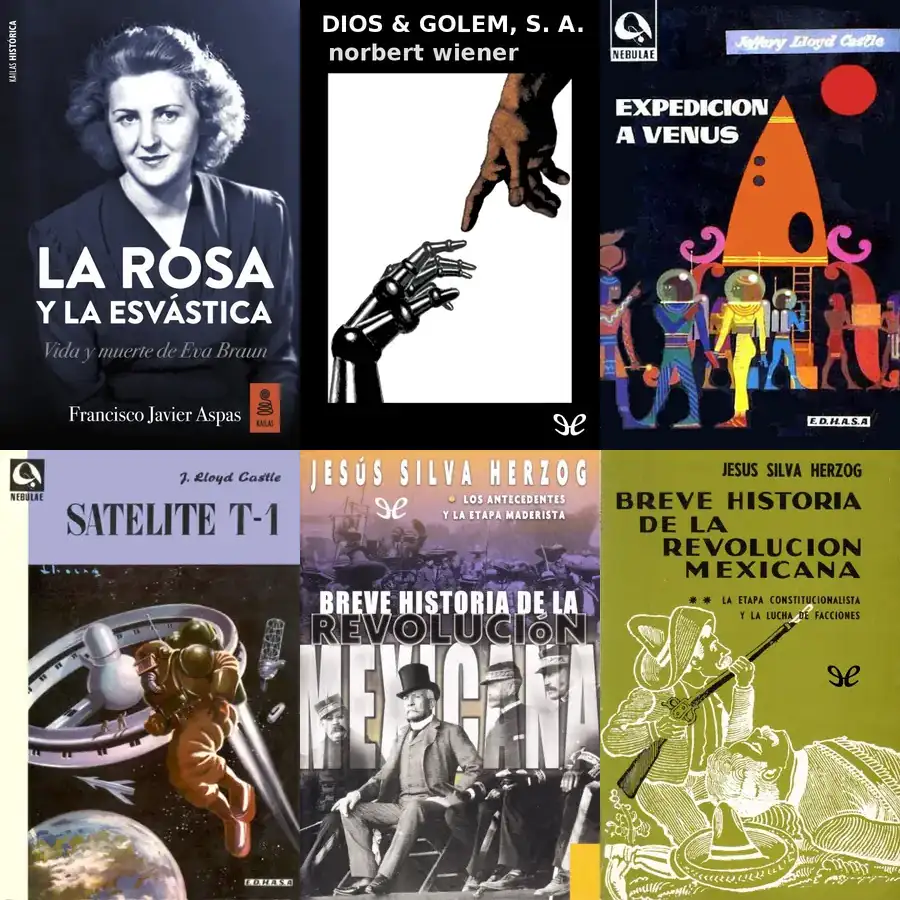 KAILAS HISTÓRICA
LA ROSA
Y LA ESVÁSTICA
Vida y muerte de Eva Braun
Francisco Javier Aspas
KAILAS
DIOS & GOLEM, S. A.
norbert wiener
NEBULAE
Jeffery Lloyd Castle
EXPEDICION
A VENUS
E.D.H.A.S.A
NEBULAE
J. Lloyd Castle
SATELITE T-1
E.D.H.A.S.A
JESÚS SILVA HERZOG
LOS ANTECEDENTES
Y LA ETAPA MADERISTA
BREVE HISTORIA DE LA
REVOLUCIóN
MEXICANA
JESUS SILVA HERZOG
BREVE HISTORIA
DE LA
REVOLUCION
MEXICANA
** LA ETAPA CONSTITUCIONALISTA
Y LA LUCHA DE FACCIONES